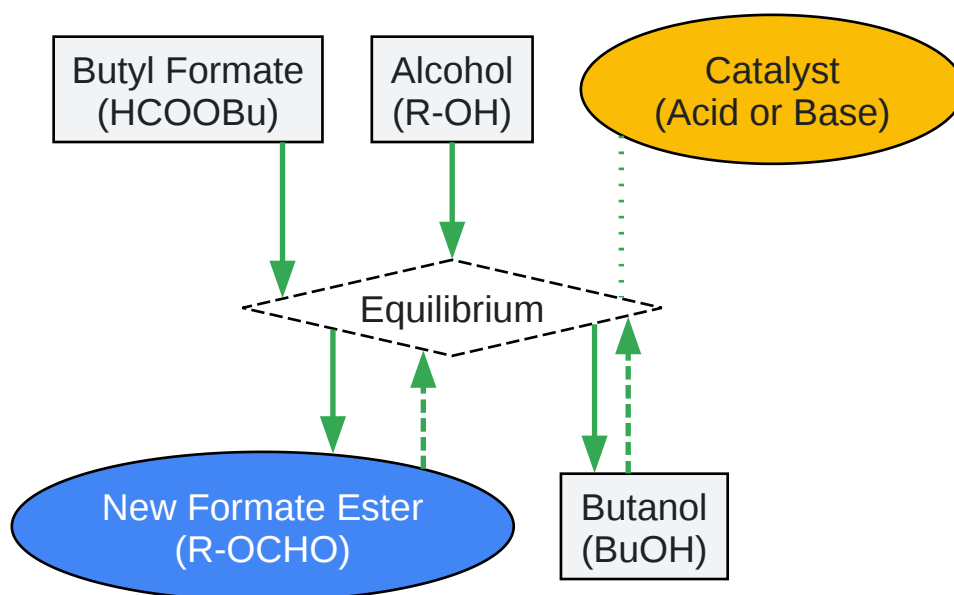 Butyl Formate
(HCOOBu)
Alcohol
(R-OH)
Catalyst
(Acid or Base)
Equilibrium
New Formate Ester
(R-OCHO)
Butanol
(BuOH)